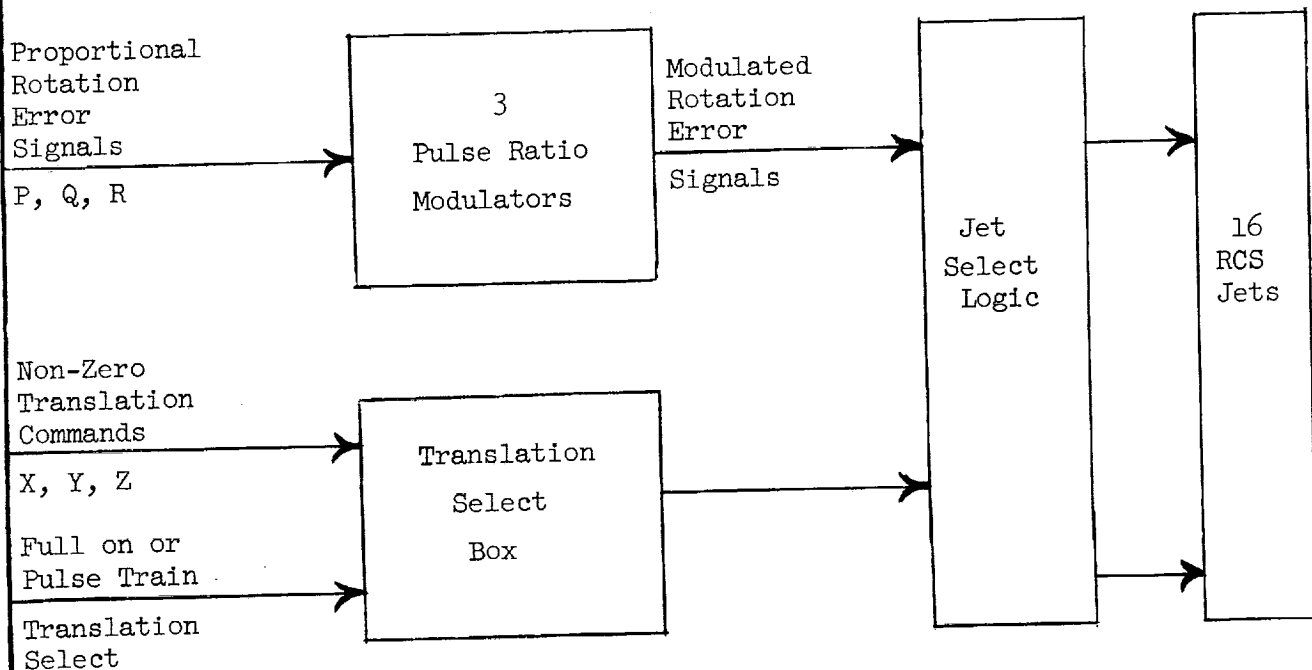 Proportional
Rotation
Error
Signals
P, Q, R
3
Pulse Ratio
Modulators
Modulated
Rotation
Error
Signals
Jet
Select
Logic
16
RCS
Jets
Non-Zero
Translation
Commands
X, Y, Z
Full on or
Pulse Train
Translation
Select
Translation
Select
Box